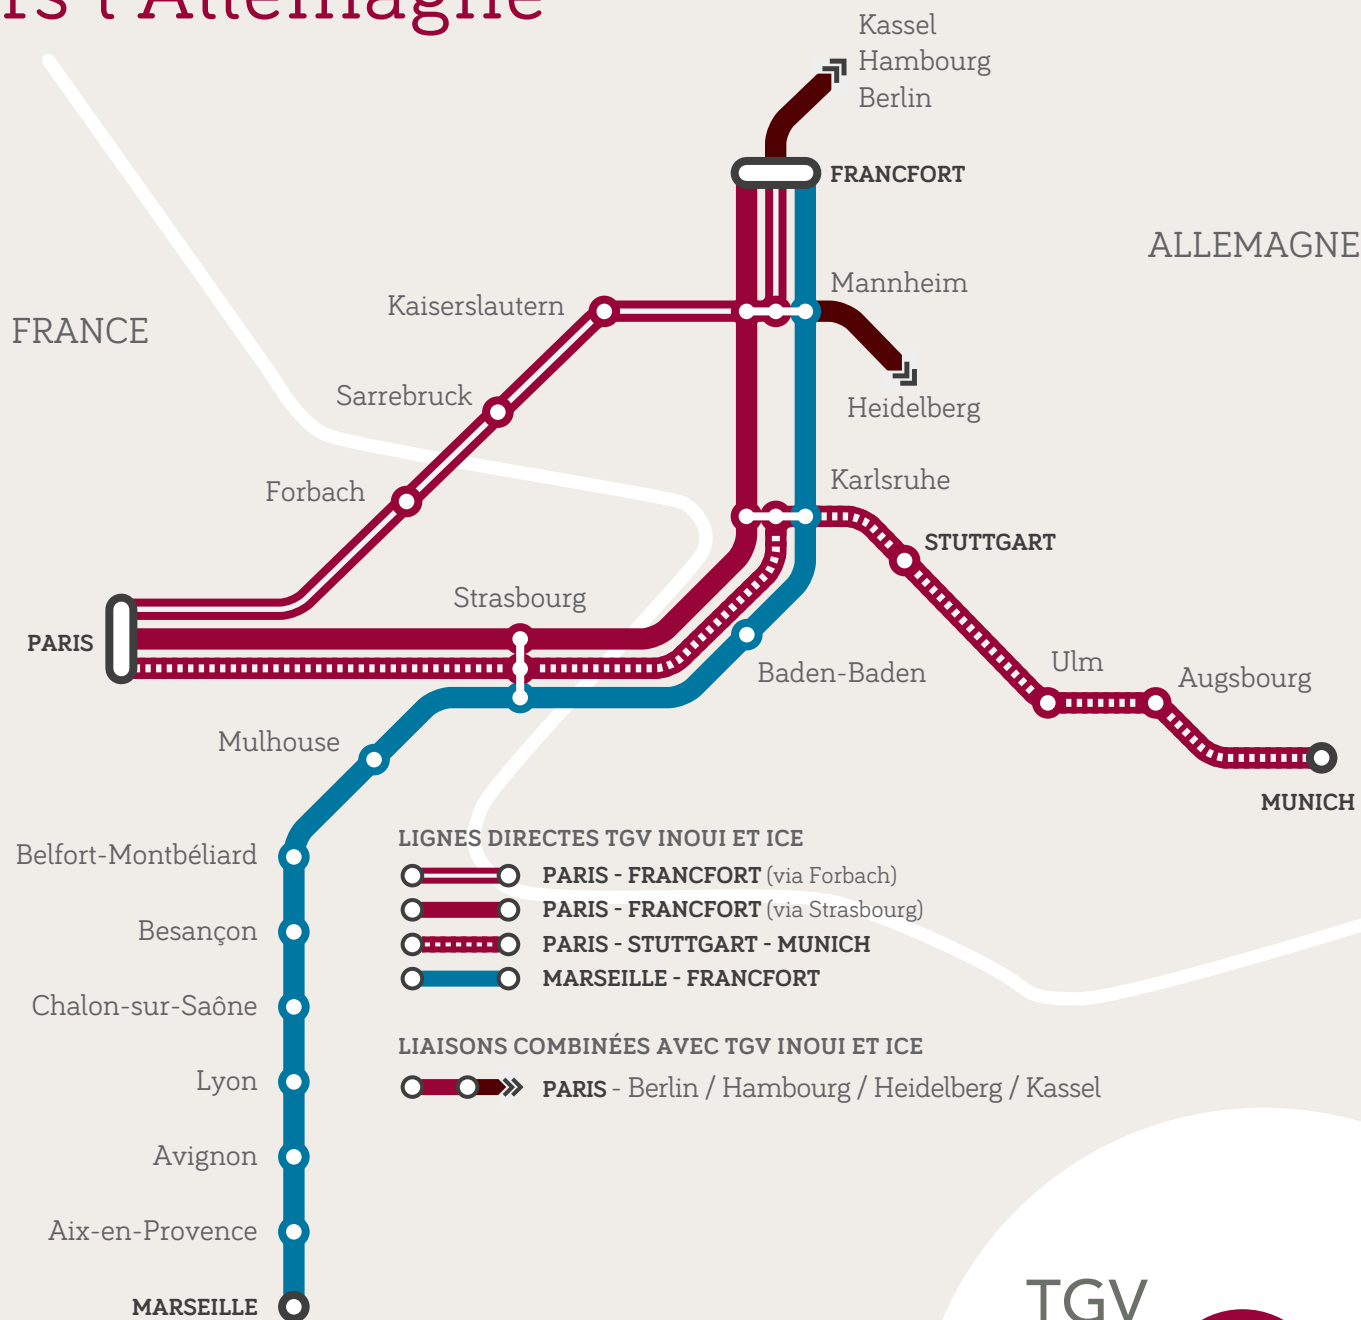 rs l'Allemagne
Kassel
Hambourg
Berlin
FRANCFORT
ALLEMAGNE
Mannheim
Kaiserslautern
FRANCE
Sarrebruck
Heidelberg
Karlsruhe
Forbach
STUTTGART
Strasbourg
PARIS
Ulm
Baden-Baden
Augsbourg
Mulhouse
MUNICH
LIGNES DIRECTES TGV INOUI ET ICE
Belfort-Montbéliard
PARIS - FRANCFORT (via Forbach)
PARIS - FRANCFORT (via Strasbourg)
Besançon
PARIS - STUTTGART - MUNICH
MARSEILLE - FRANCFORT
Chalon-sur-Saône
LIAISONS COMBINÉES AVEC TGV INOUI ET ICE
Lyon
PARIS - Berlin / Hambourg / Heidelberg / Kassel
Avignon
Aix-en-Provence
MARSEILLE
TGV